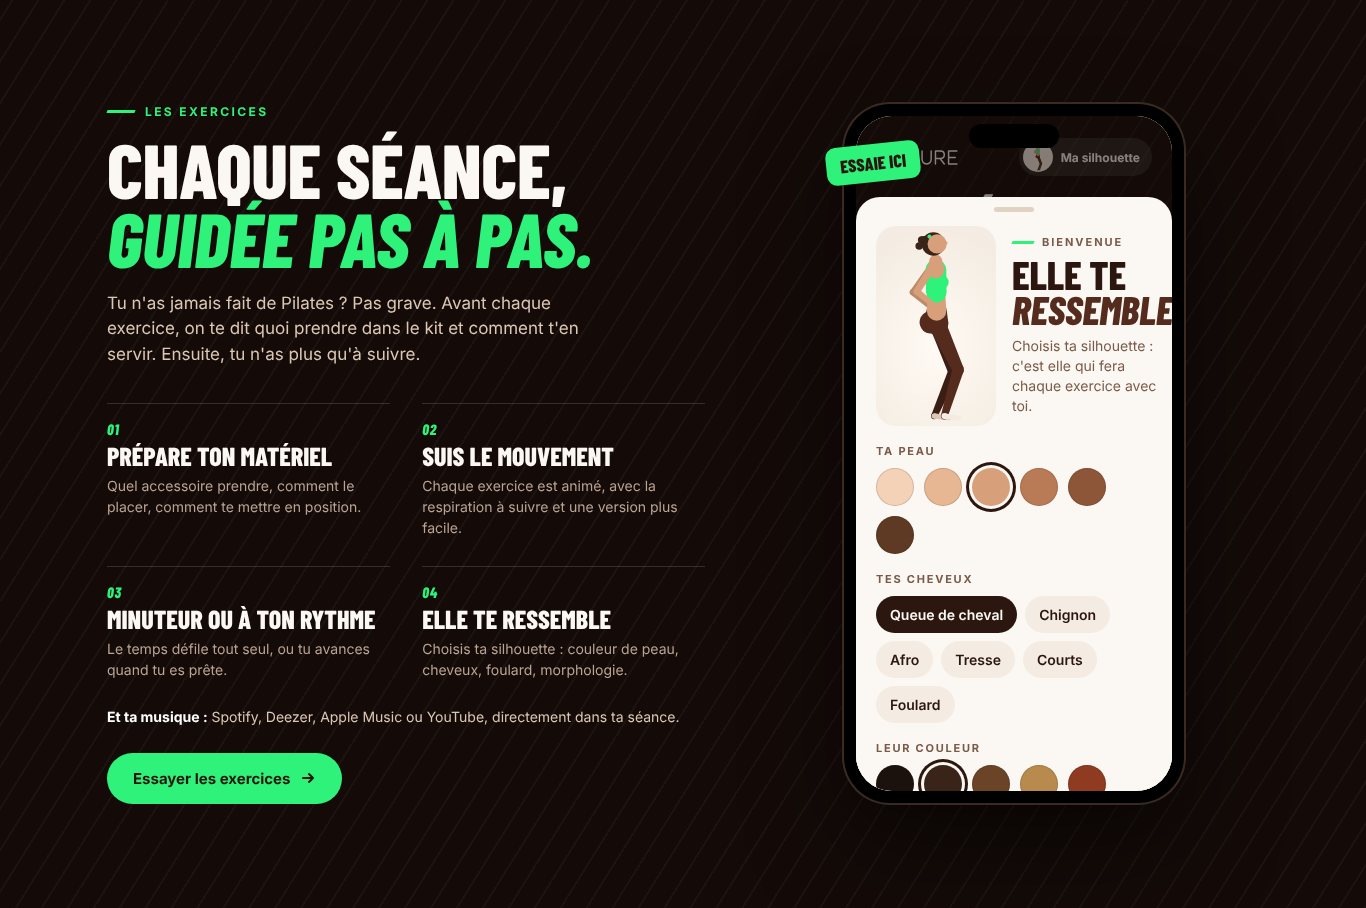 LES EXERCICES
CHAQUE SÉANCE,
GUIDÉE PAS À PAS.
Tu n'as jamais fait de Pilates ? Pas grave. Avant chaque
exercice, on te dit quoi prendre dans le kit et comment t'en
servir. Ensuite, tu n'as plus qu'à suivre.
01
PRÉPARE TON MATÉRIEL
Quel accessoire prendre, comment le
placer, comment te mettre en position.
02
SUIS LE MOUVEMENT
Chaque exercice est animé, avec la
respiration à suivre et une version plus
facile.
03
MINUTEUR OU À TON RYTHME
Le temps défile tout seul, ou tu avances
quand tu es prête.
04
ELLE TE RESSEMBLE
Choisis ta silhouette : couleur de peau,
cheveux, foulard, morphologie.
Et ta musique : Spotify, Deezer, Apple Music ou YouTube, directement dans ta séance.
Essayer les exercices →
ESSAIE ICI
URE
Ma silhouette
BIENVENUE
ELLE TE
RESSEMBLE
Choisis ta silhouette :
c'est elle qui fera
chaque exercice avec
toi.
TA PEAU
TES CHEVEUX
Queue de cheval
Chignon
Afro
Tresse
Courts
Foulard
LEUR COULEUR